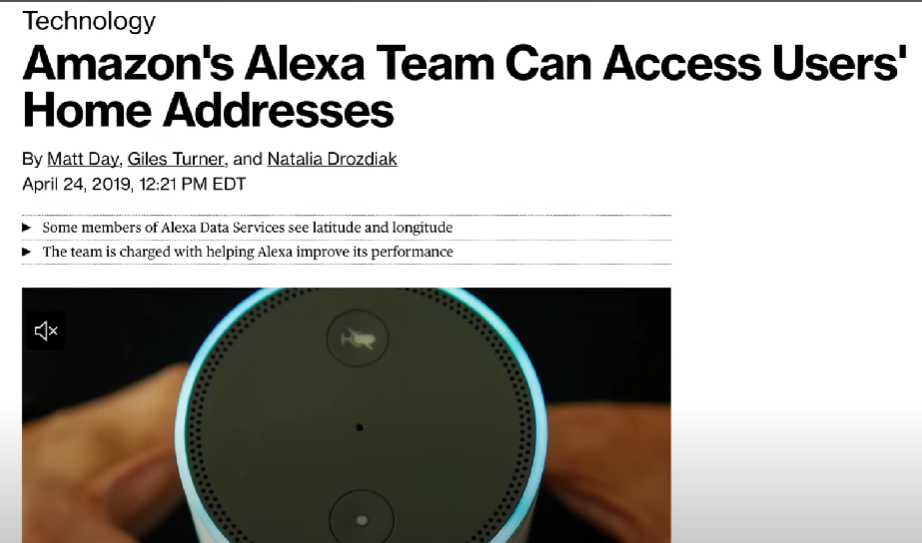 Technology
Amazon's Alexa Team Can Access Users'
Home Addresses
By Matt Day, Giles Turner, and Natalia Drozdiak
April 24, 2019, 12:21 PM EDT
Some members of Alexa Data Services see latitude and longitude
The team is charged with helping Alexa improve its performance